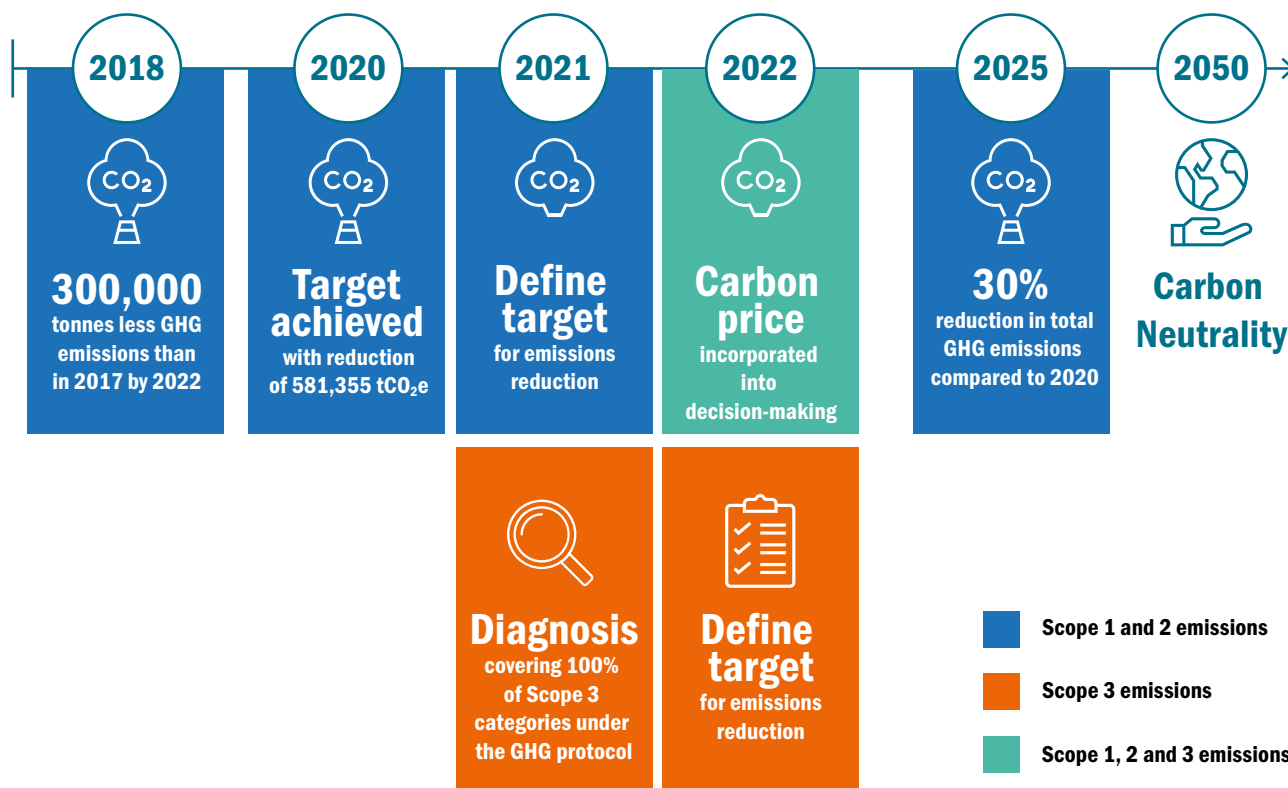 2018
2020
2021
2022
2025
2050
CO₂
300,000
tonnes less GHG
emissions than
in 2017 by 2022
CO₂
Target
achieved
with reduction
of 581,355 tCO₂e
CO₂
Define
target
for emissions
reduction
CO₂
Carbon
price
incorporated
into
decision-making
CO₂
30%
reduction in total
GHG emissions
compared to 2020
Carbon
Neutrality
Diagnosis
covering 100%
of Scope 3
categories under
the GHG protocol
Define
target
for emissions
reduction
Scope 1 and 2 emissions
Scope 3 emissions
Scope 1, 2 and 3 emissions